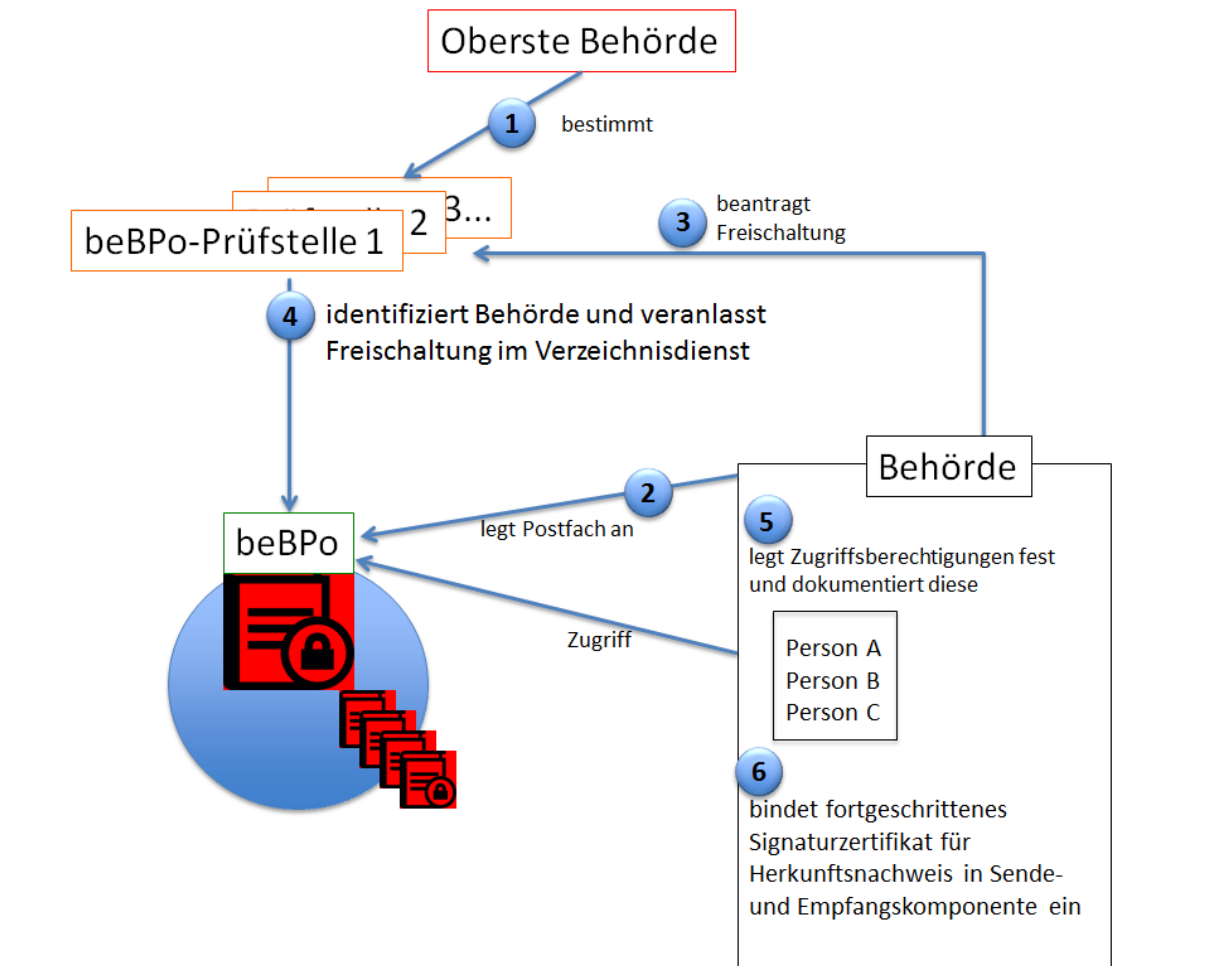 Oberste Behörde
1
bestimmt
3...
2
beBPo-Prüfstelle 1
3
beantragt
Freischaltung
4
identifiziert Behörde und veranlasst
Freischaltung im Verzeichnisdienst
Behörde
2
legt Postfach an
beBPo
Zugriff
5
legt Zugriffsberechtigungen fest
und dokumentiert diese
Person A
Person B
Person C
6
bindet fortgeschrittenes
Signaturzertifikat für
Herkunftsnachweis in Sende-
und Empfangskomponente ein